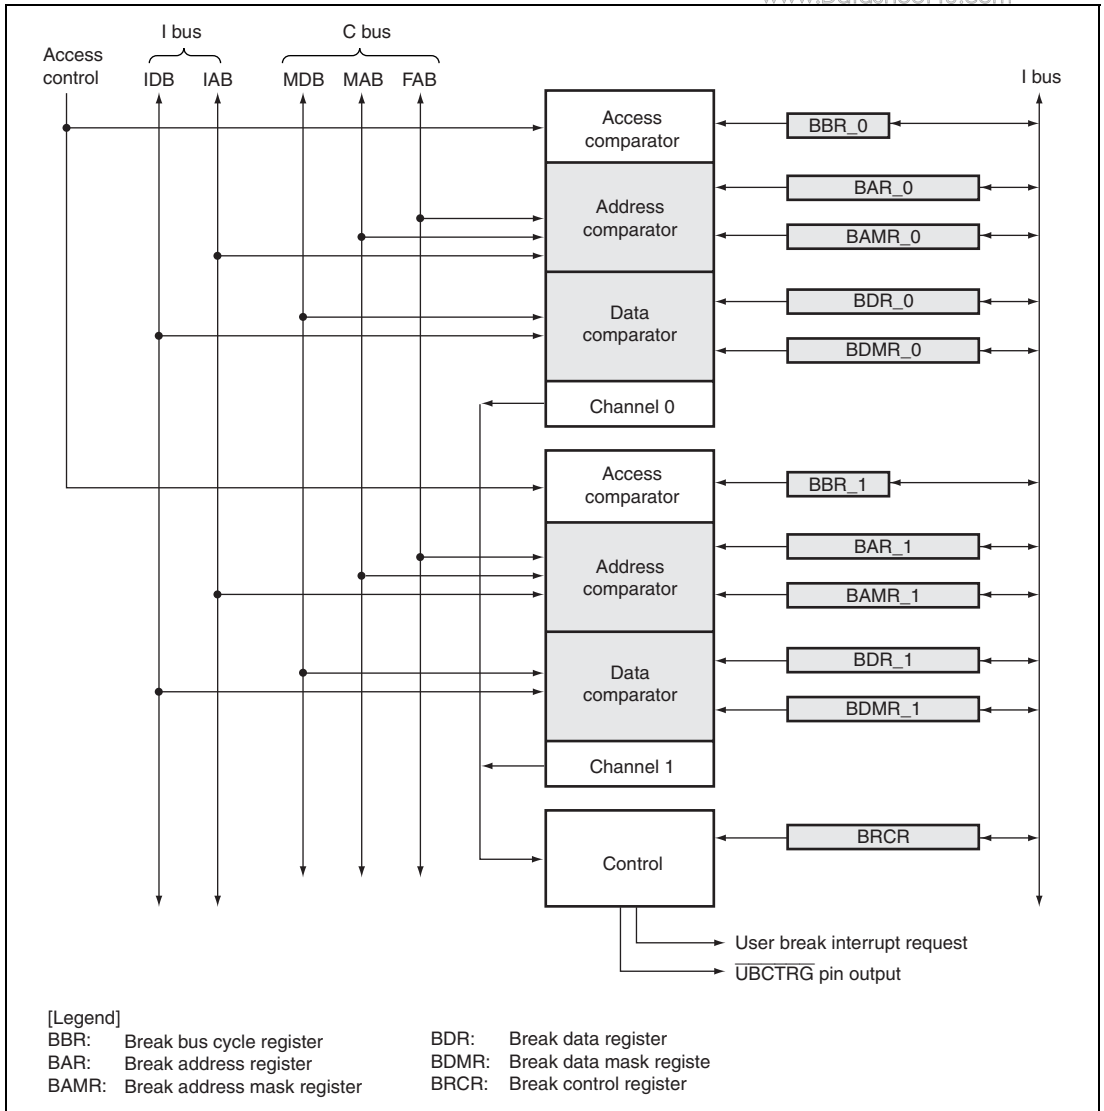 www.DataSheet4U.com
I bus
C bus
Access
control
IDB IAB MDB MAB FAB
I bus
Access
comparator
BBR_0
Address
comparator
BAR_0
BAMR_0
Data
comparator
BDR_0
BDMR_0
Channel 0
Access
comparator
BBR_1
Address
comparator
BAR_1
BAMR_1
Data
comparator
BDR_1
BDMR_1
Channel 1
Control
BRCR
User break interrupt request
UBCTRG pin output
[Legend]
BBR: Break bus cycle register
BAR: Break address register
BAMR: Break address mask register
BDR: Break data register
BDMR: Break data mask registe
BRCR: Break control register